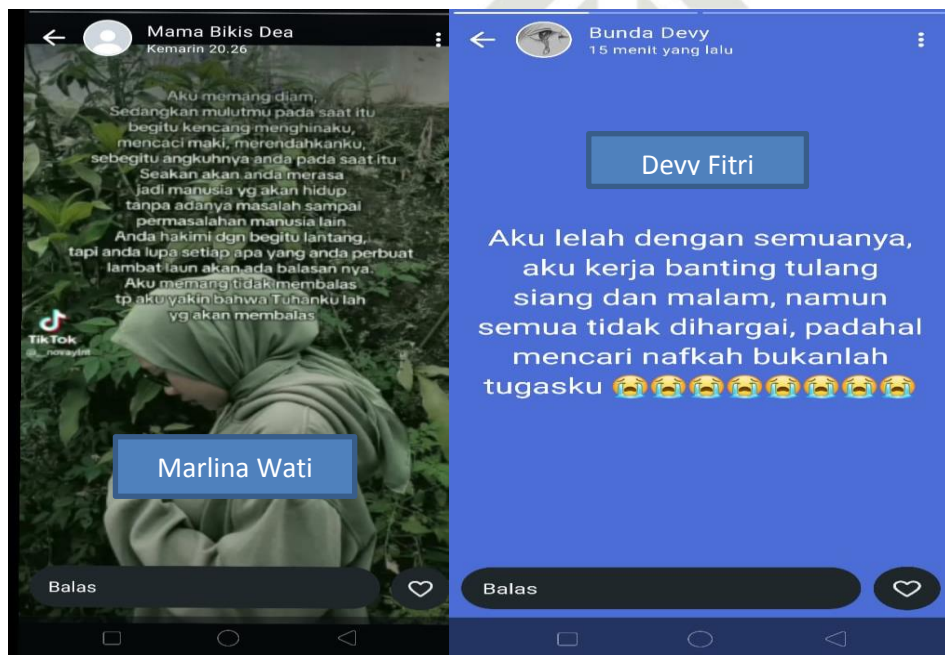 Mama Bikis Dea
Kemarin 20.26
Aku memang diam,
Sedangkan mulutmu pada saat itu
begitu kencang menghinaku,
mencaci maki, merendahkanku,
sebegitu angkuhnya anda pada saat itu
Seakan akan anda merasa
jadi manusia yg akan hidup
tanpa adanya masalah sampai
permasalahan manusia lain
Anda hakimi dgn begitu lantang,
tapi anda lupa setiap apa yang anda perbuat
lambat laun akan ada balasan nya.
Aku memang tidak membalas
tp aku yakin bahwa Tuhanku lah
yg akan membalas
TikTok
Marlina Wati
Balas
Bunda Devy
15 menit yang lalu
Devy Fitri
Aku lelah dengan semuanya,
aku kerja banting tulang
siang dan malam, namun
semua tidak dihargai, padahal
mencari nafkah bukanlah
tugasku 😭😭😭😭😭😭😭😭
Balas